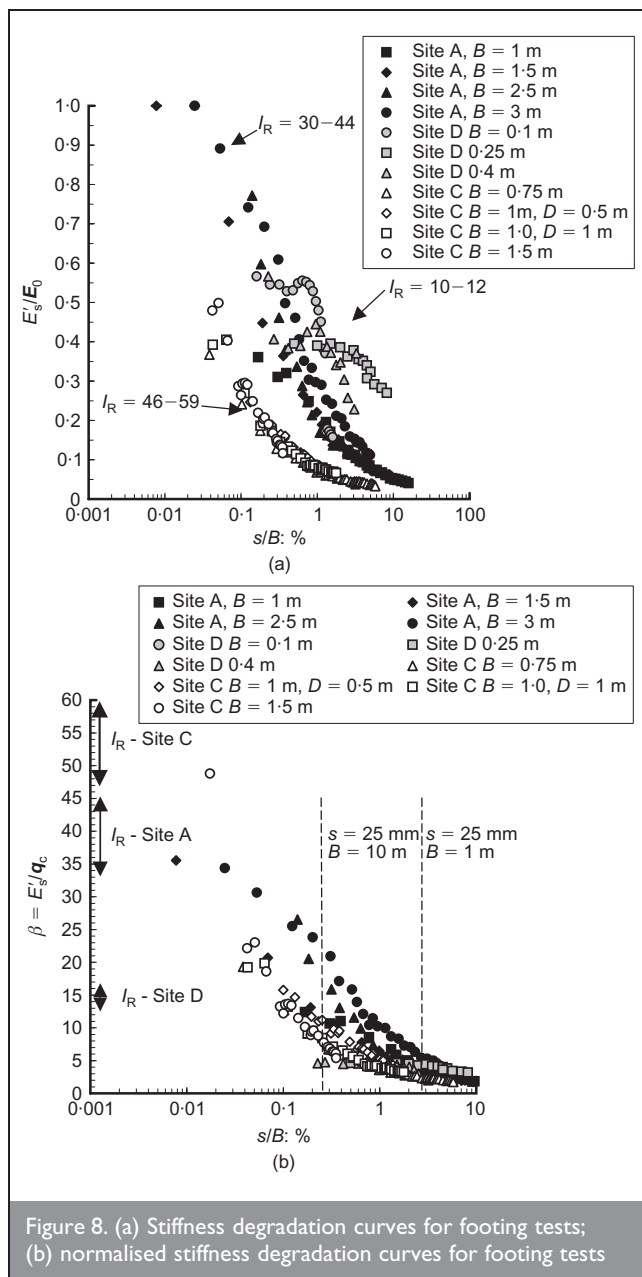 Site A, B = 1 m
Site A, B = 1·5 m
Site A, B = 2·5 m
Site A, B = 3 m
Site D B = 0·1 m
Site D 0·25 m
Site D 0·4 m
Site C B = 0·75 m
Site C B = 1m, D = 0·5 m
Site C B = 1·0, D = 1 m
Site C B = 1·5 m
1·0
0·9
0·8
0·7
0·6
0·5
0·4
0·3
0·2
0·1
0
E′s/E0
IR = 30–44
IR = 10–12
IR = 46–59
0·001 0·01 0·1 1 10 100
s/B: %
(a)
Site A, B = 1 m Site A, B = 1·5 m
Site A, B = 2·5 m Site A, B = 3 m
Site D B = 0·1 m Site D 0·25 m
Site D 0·4 m Site C B = 0·75 m
Site C B = 1 m, D = 0·5 m Site C B = 1·0, D = 1 m
Site C B = 1·5 m
60
55
50
45
40
35
30
25
20
15
10
5
0
β = E′s/qc
IR - Site C
IR - Site A
IR - Site D
s = 25 mm
B = 10 m
s = 25 mm
B = 1 m
0·001 0·01 0·1 1 10
s/B: %
(b)
Figure 8. (a) Stiffness degradation curves for footing tests;
(b) normalised stiffness degradation curves for footing tests